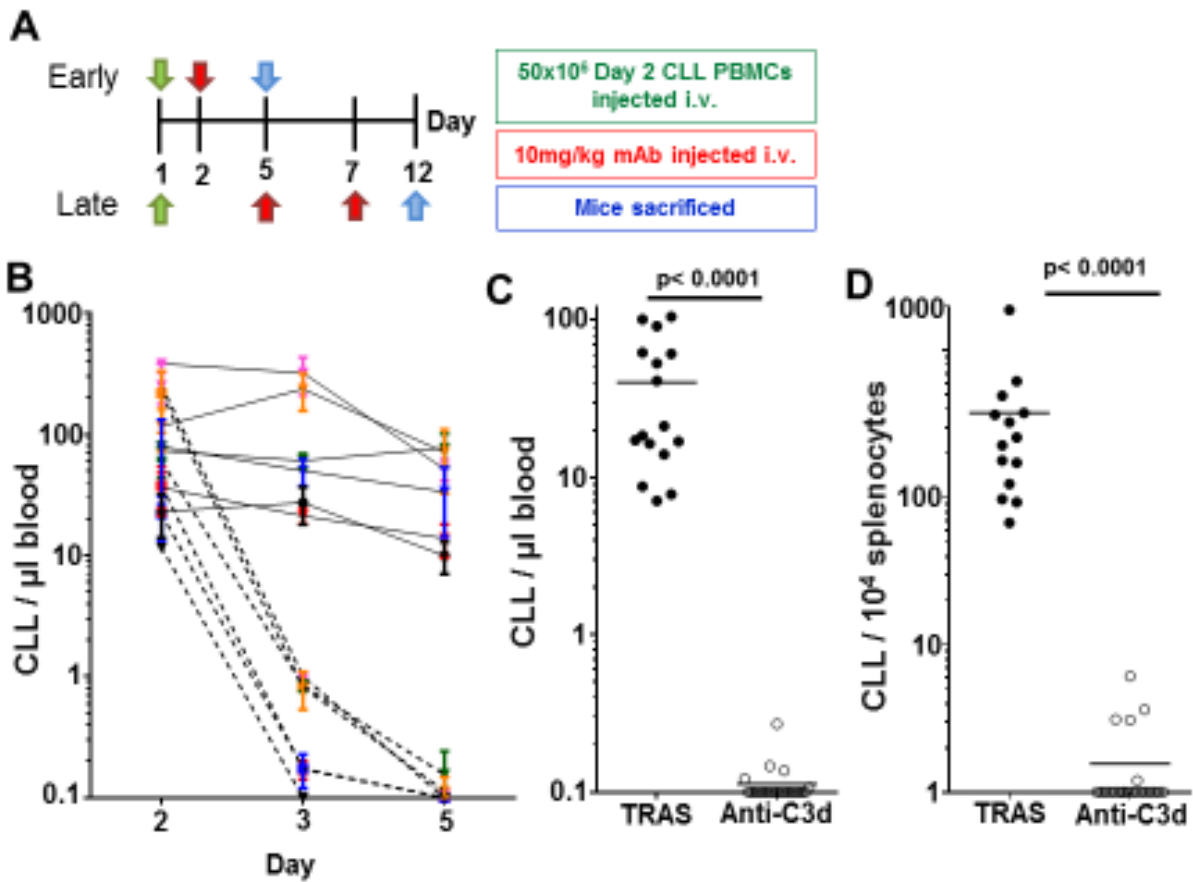 A
Early
Day
1 2 5 7 12
Late
50x10⁶ Day 2 CLL PBMCs
injected i.v.
10mg/kg mAb injected i.v.
Mice sacrificed
B
CLL / µl blood
1000
100
10
1
0.1
2 3 5
Day
C
p< 0.0001
CLL / µl blood
100
10
1
0.1
TRAS Anti-C3d
D
p< 0.0001
CLL / 10⁴ splenocytes
1000
100
10
1
TRAS Anti-C3d